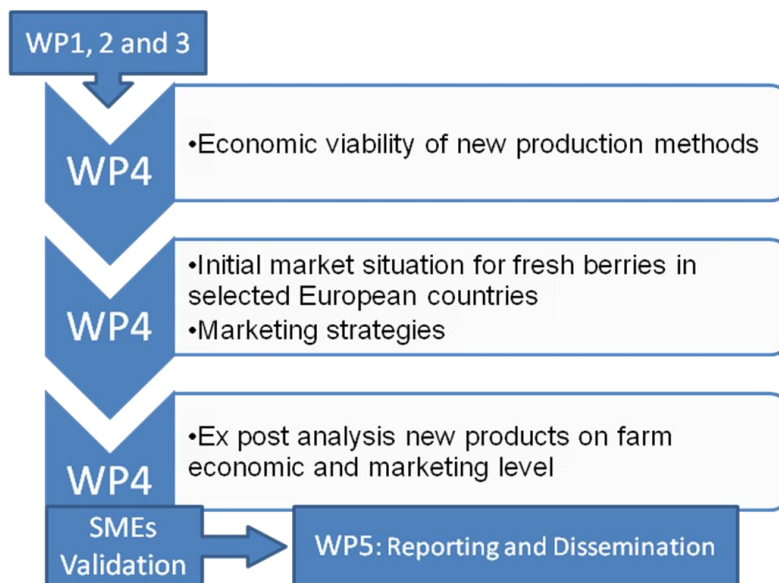 WP1, 2 and 3
WP4
•Economic viability of new production methods
WP4
•Initial market situation for fresh berries in
selected European countries
•Marketing strategies
WP4
•Ex post analysis new products on farm
economic and marketing level
SMEs
Validation
WP5: Reporting and Dissemination